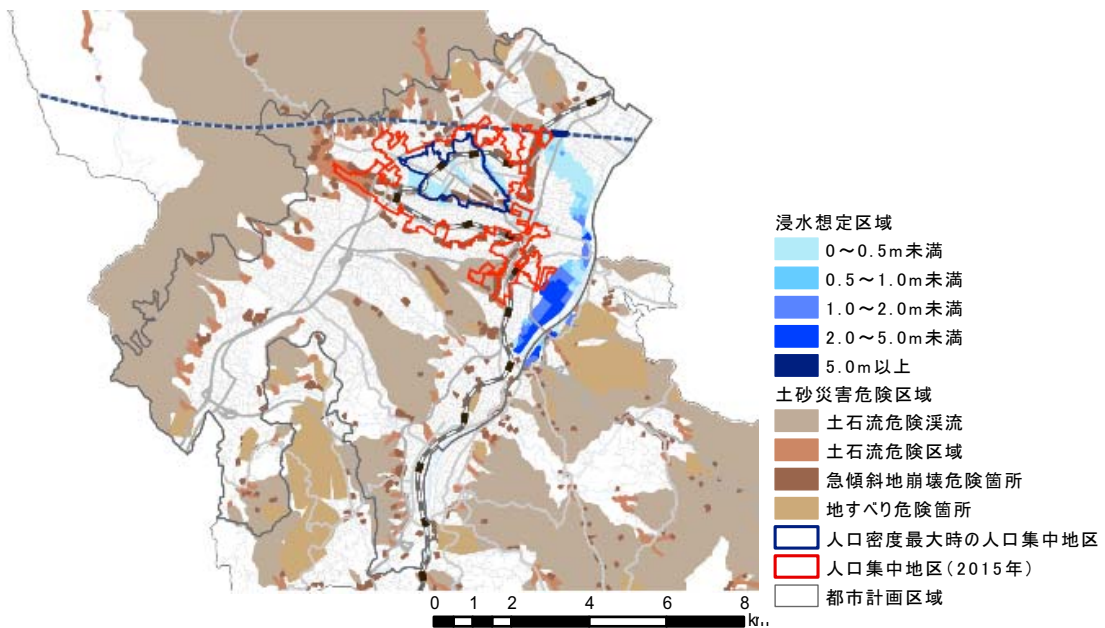 浸水想定区域
0～0.5m未満
0.5～1.0m未満
1.0～2.0m未満
2.0～5.0m未満
5.0m以上
土砂災害危険区域
土石流危険渓流
土石流危険区域
急傾斜地崩壊危険箇所
地すべり危険箇所
人口密度最大時の人口集中地区
人口集中地区(2015年)
都市計画区域
0 1 2 4 6 8
km